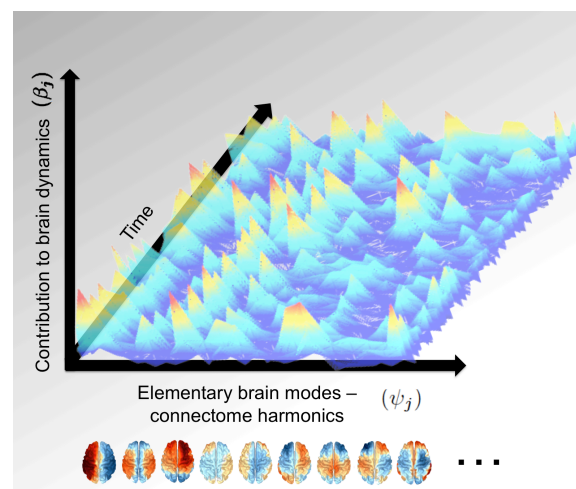 Contribution to brain dynamics (βj)
Time
Elementary brain modes – (ψj)
connectome harmonics
...